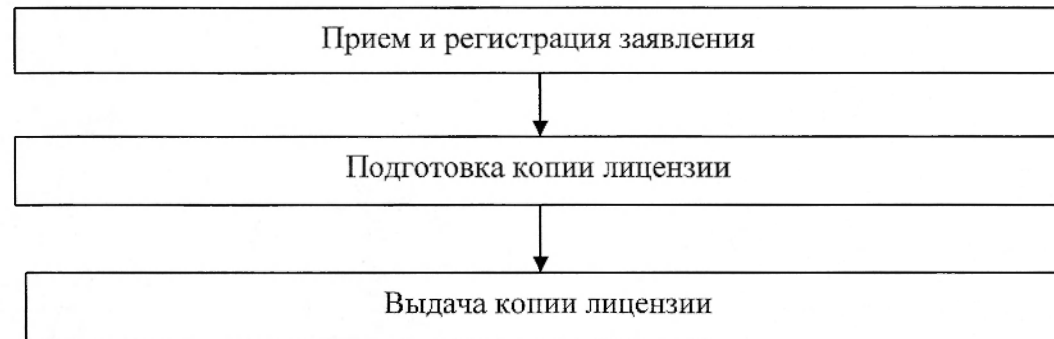 Прием и регистрация заявления
Подготовка копии лицензии
Выдача копии лицензии